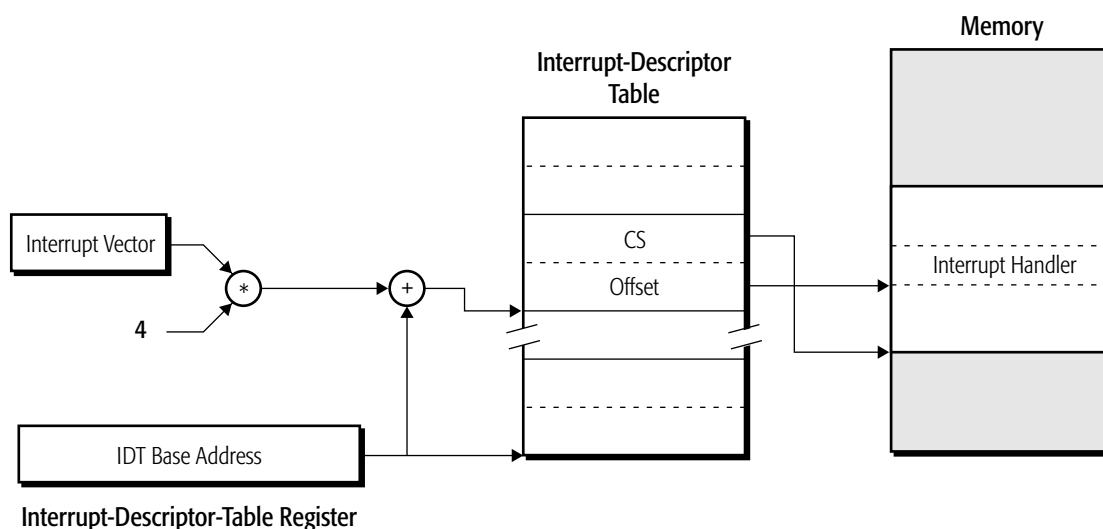 Memory
Interrupt-Descriptor
Table
Interrupt Vector
CS
*
Offset
+
Interrupt Handler
4
IDT Base Address
Interrupt-Descriptor-Table Register